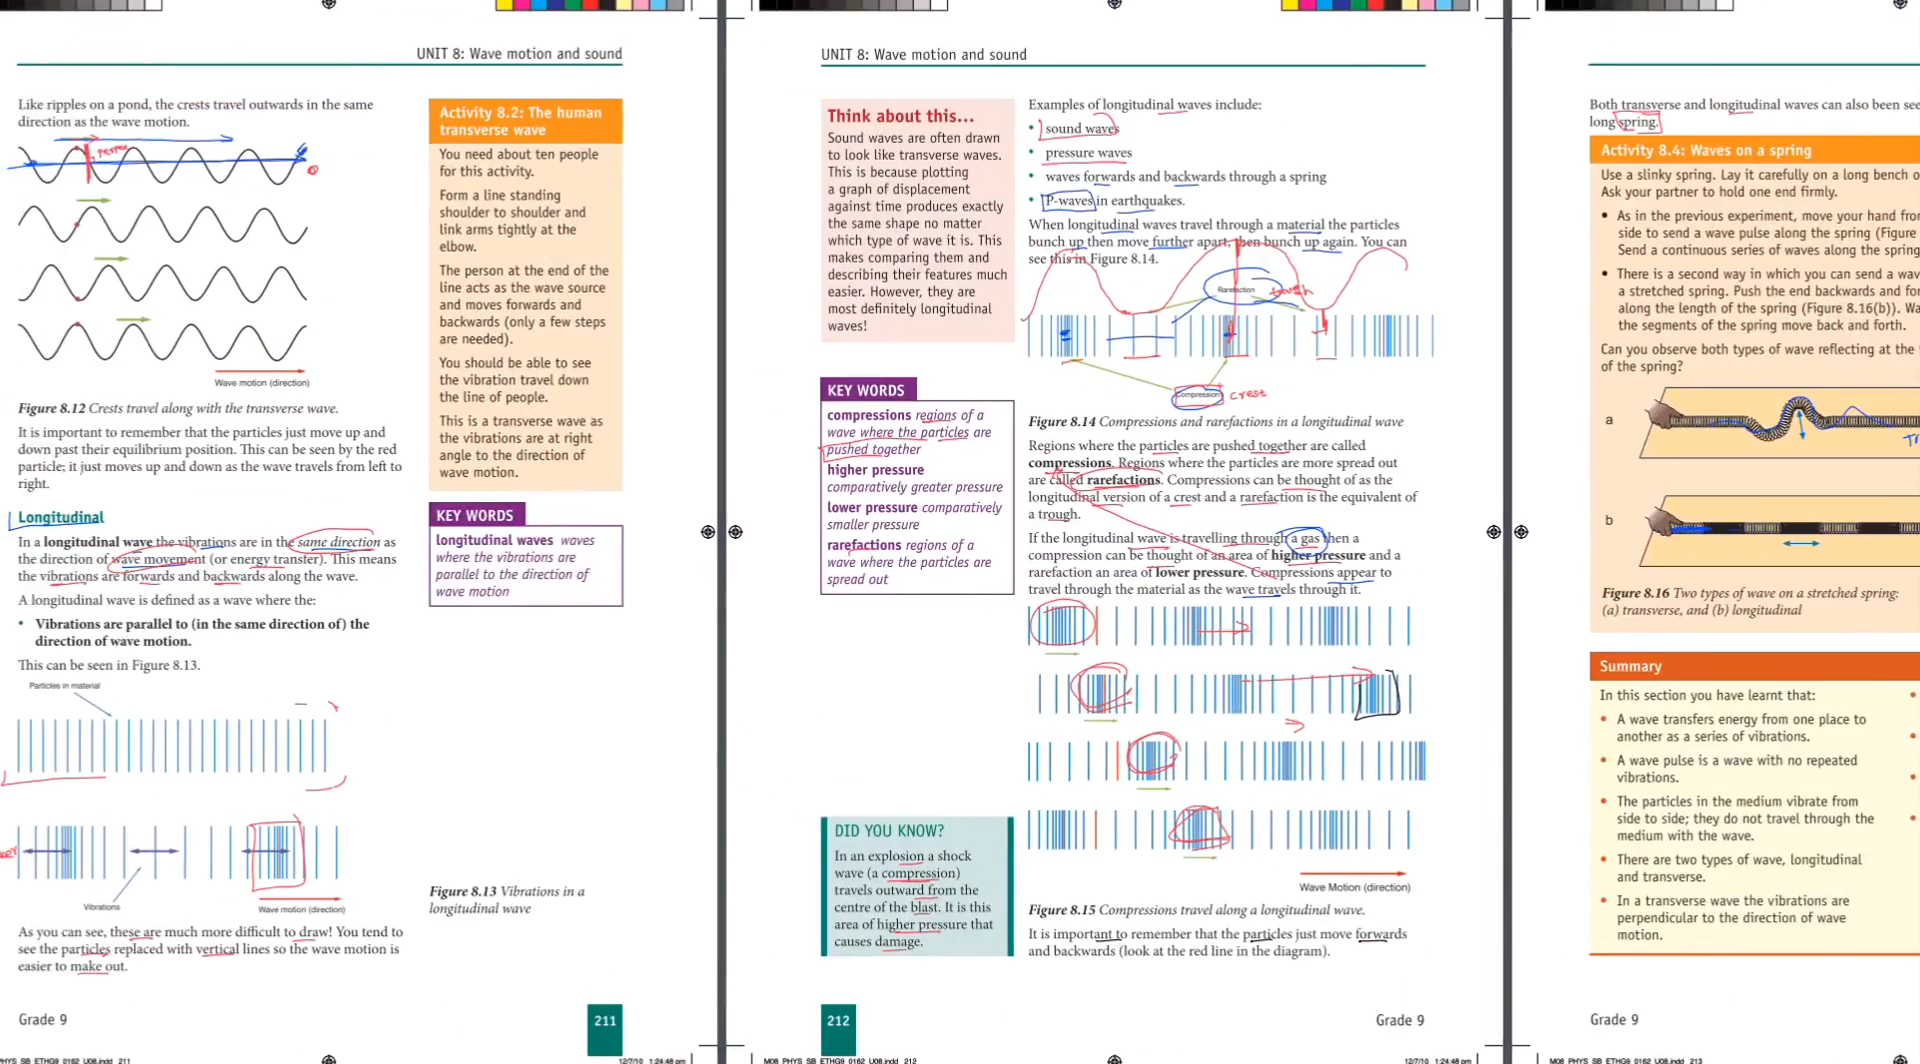 UNIT 8: Wave motion and sound
Like ripples on a pond, the crests travel outwards in the same
direction as the wave motion.
Wave motion (direction)
Figure 8.12 Crests travel along with the transverse wave.
It is important to remember that the particles just move up and
down past their equilibrium position. This can be seen by the red
particle; it just moves up and down as the wave travels from left to
right.
Longitudinal
In a longitudinal wave the vibrations are in the same direction as
the direction of wave movement (or energy transfer). This means
the vibrations are forwards and backwards along the wave.
A longitudinal wave is defined as a wave where the:
• Vibrations are parallel to (in the same direction of) the
direction of wave motion.
This can be seen in Figure 8.13.
Particles in material
Vibrations
Wave motion (direction)
As you can see, these are much more difficult to draw! You tend to
see the particles replaced with vertical lines so the wave motion is
easier to make out.
Activity 8.2: The human
transverse wave
You need about ten people
for this activity.
Form a line standing
shoulder to shoulder and
link arms tightly at the
elbow.
The person at the end of the
line acts as the wave source
and moves forwards and
backwards (only a few steps
are needed).
You should be able to see
the vibration travel down
the line of people.
This is a transverse wave as
the vibrations are at right
angle to the direction of
wave motion.
KEY WORDS
longitudinal waves waves
where the vibrations are
parallel to the direction of
wave motion
Figure 8.13 Vibrations in a
longitudinal wave
Grade 9
211
12/7/10 1:24:48 pm
UNIT 8: Wave motion and sound
Think about this...
Sound waves are often drawn
to look like transverse waves.
This is because plotting
a graph of displacement
against time produces exactly
the same shape no matter
which type of wave it is. This
makes comparing them and
describing their features much
easier. However, they are
most definitely longitudinal
waves!
KEY WORDS
compressions regions of a
wave where the particles are
pushed together
higher pressure
comparatively greater pressure
lower pressure comparatively
smaller pressure
rarefactions regions of a
wave where the particles are
spread out
DID YOU KNOW?
In an explosion a shock
wave (a compression)
travels outward from the
centre of the blast. It is this
area of higher pressure that
causes damage.
Examples of longitudinal waves include:
• sound waves
• pressure waves
• waves forwards and backwards through a spring
• P-waves in earthquakes.
When longitudinal waves travel through a material the particles
bunch up then move further apart, then bunch up again. You can
see this in Figure 8.14.
Rarefaction
trough
Compression
crest
Figure 8.14 Compressions and rarefactions in a longitudinal wave
Regions where the particles are pushed together are called
compressions. Regions where the particles are more spread out
are called rarefactions. Compressions can be thought of as the
longitudinal version of a crest and a rarefaction is the equivalent of
a trough.
If the longitudinal wave is travelling through a gas then a
compression can be thought of an area of higher pressure and a
rarefaction an area of lower pressure. Compressions appear to
travel through the material as the wave travels through it.
Wave Motion (direction)
Figure 8.15 Compressions travel along a longitudinal wave.
It is important to remember that the particles just move forwards
and backwards (look at the red line in the diagram).
212
Grade 9
M08_PHYS_SB_ETHG9_0162_U08.indd 212
12/7/10 1:24:48 pm
Both transverse and longitudinal waves can also been see
long spring.
Activity 8.4: Waves on a spring
Use a slinky spring. Lay it carefully on a long bench o
Ask your partner to hold one end firmly.
• As in the previous experiment, move your hand from
side to send a wave pulse along the spring (Figure
Send a continuous series of waves along the spring
• There is a second way in which you can send a wav
a stretched spring. Push the end backwards and for
along the length of the spring (Figure 8.16(b)). Wa
the segments of the spring move back and forth.
Can you observe both types of wave reflecting at the
of the spring?
a
b
Figure 8.16 Two types of wave on a stretched spring:
(a) transverse, and (b) longitudinal
Summary
In this section you have learnt that:
• A wave transfers energy from one place to
another as a series of vibrations.
• A wave pulse is a wave with no repeated
vibrations.
• The particles in the medium vibrate from
side to side; they do not travel through the
medium with the wave.
• There are two types of wave, longitudinal
and transverse.
• In a transverse wave the vibrations are
perpendicular to the direction of wave
motion.
Grade 9
M08_PHYS_SB_ETHG9_0162_U08.indd 213